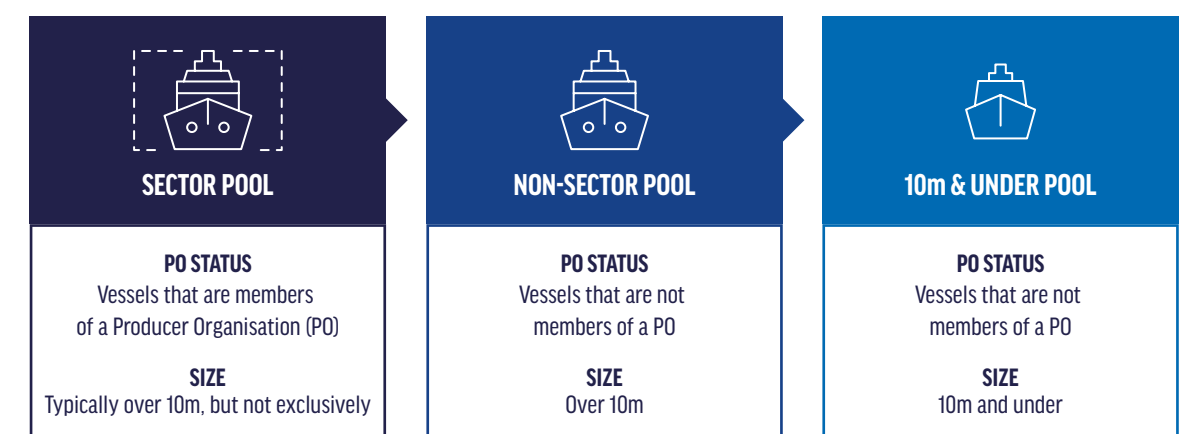 SECTOR POOL
PO STATUS
Vessels that are members
of a Producer Organisation (PO)
SIZE
Typically over 10m, but not exclusively
NON-SECTOR POOL
PO STATUS
Vessels that are not
members of a PO
SIZE
Over 10m
10m & UNDER POOL
PO STATUS
Vessels that are not
members of a PO
SIZE
10m and under